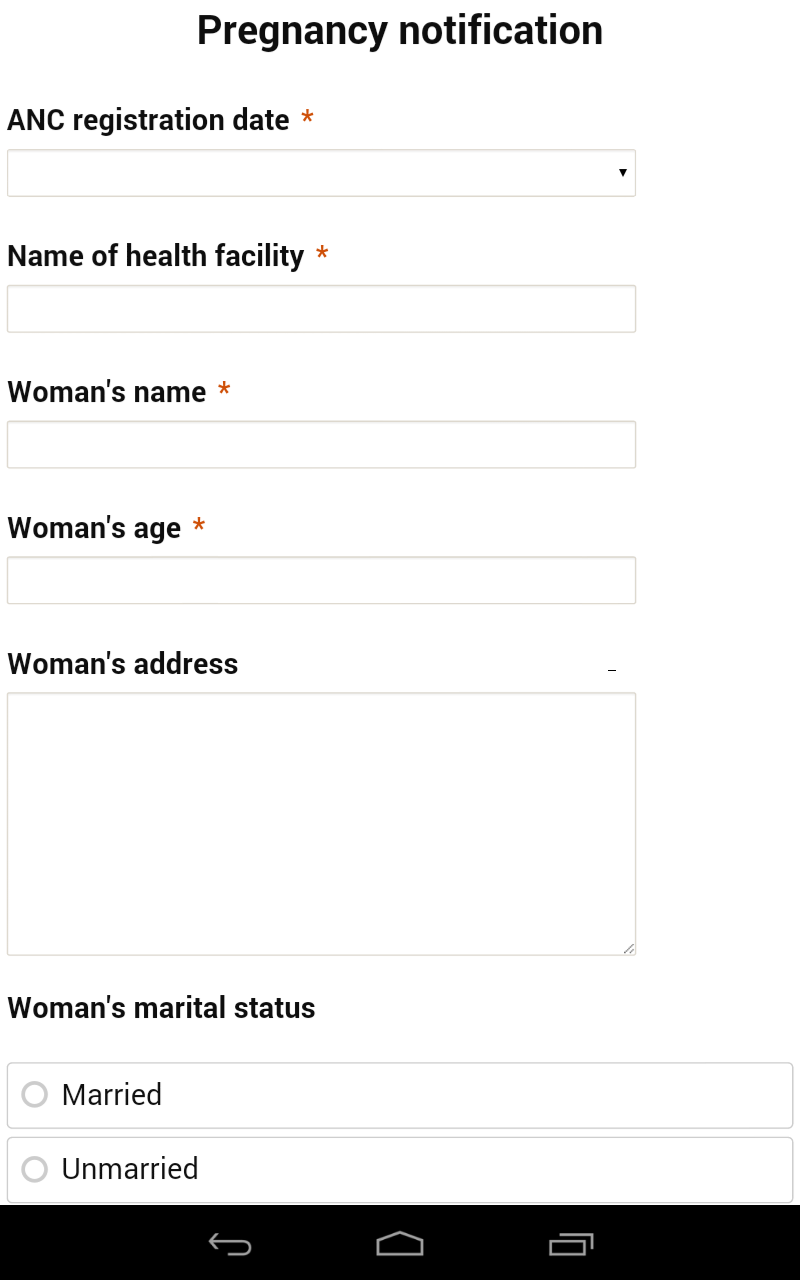 Pregnancy notification
ANC registration date *
Name of health facility *
Woman's name *
Woman's age *
Woman's address
Woman's marital status
Married
Unmarried